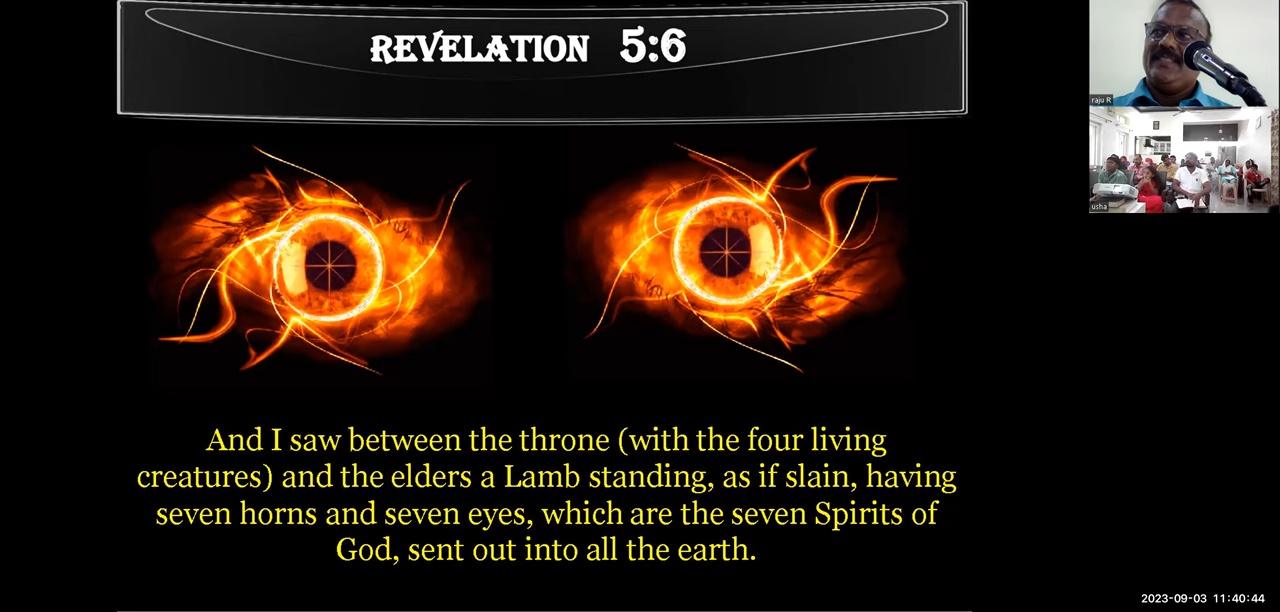 REVELATION 5:6
raju R
usha
And I saw between the throne (with the four living
creatures) and the elders a Lamb standing, as if slain, having
seven horns and seven eyes, which are the seven Spirits of
God, sent out into all the earth.
2023-09-03 11:40:44